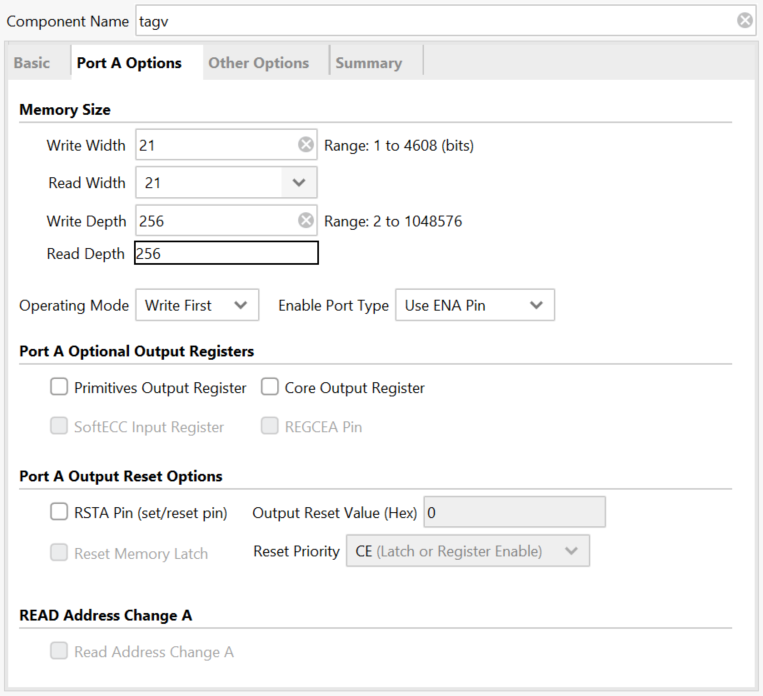 Component Name tagv
Basic Port A Options Other Options Summary
Memory Size
Write Width 21 Range: 1 to 4608 (bits)
Read Width 21
Write Depth 256 Range: 2 to 1048576
Read Depth 256
Operating Mode Write First Enable Port Type Use ENA Pin
Port A Optional Output Registers
Primitives Output Register Core Output Register
SoftECC Input Register REGCEA Pin
Port A Output Reset Options
RSTA Pin (set/reset pin) Output Reset Value (Hex) 0
Reset Memory Latch Reset Priority CE (Latch or Register Enable)
READ Address Change A
Read Address Change A